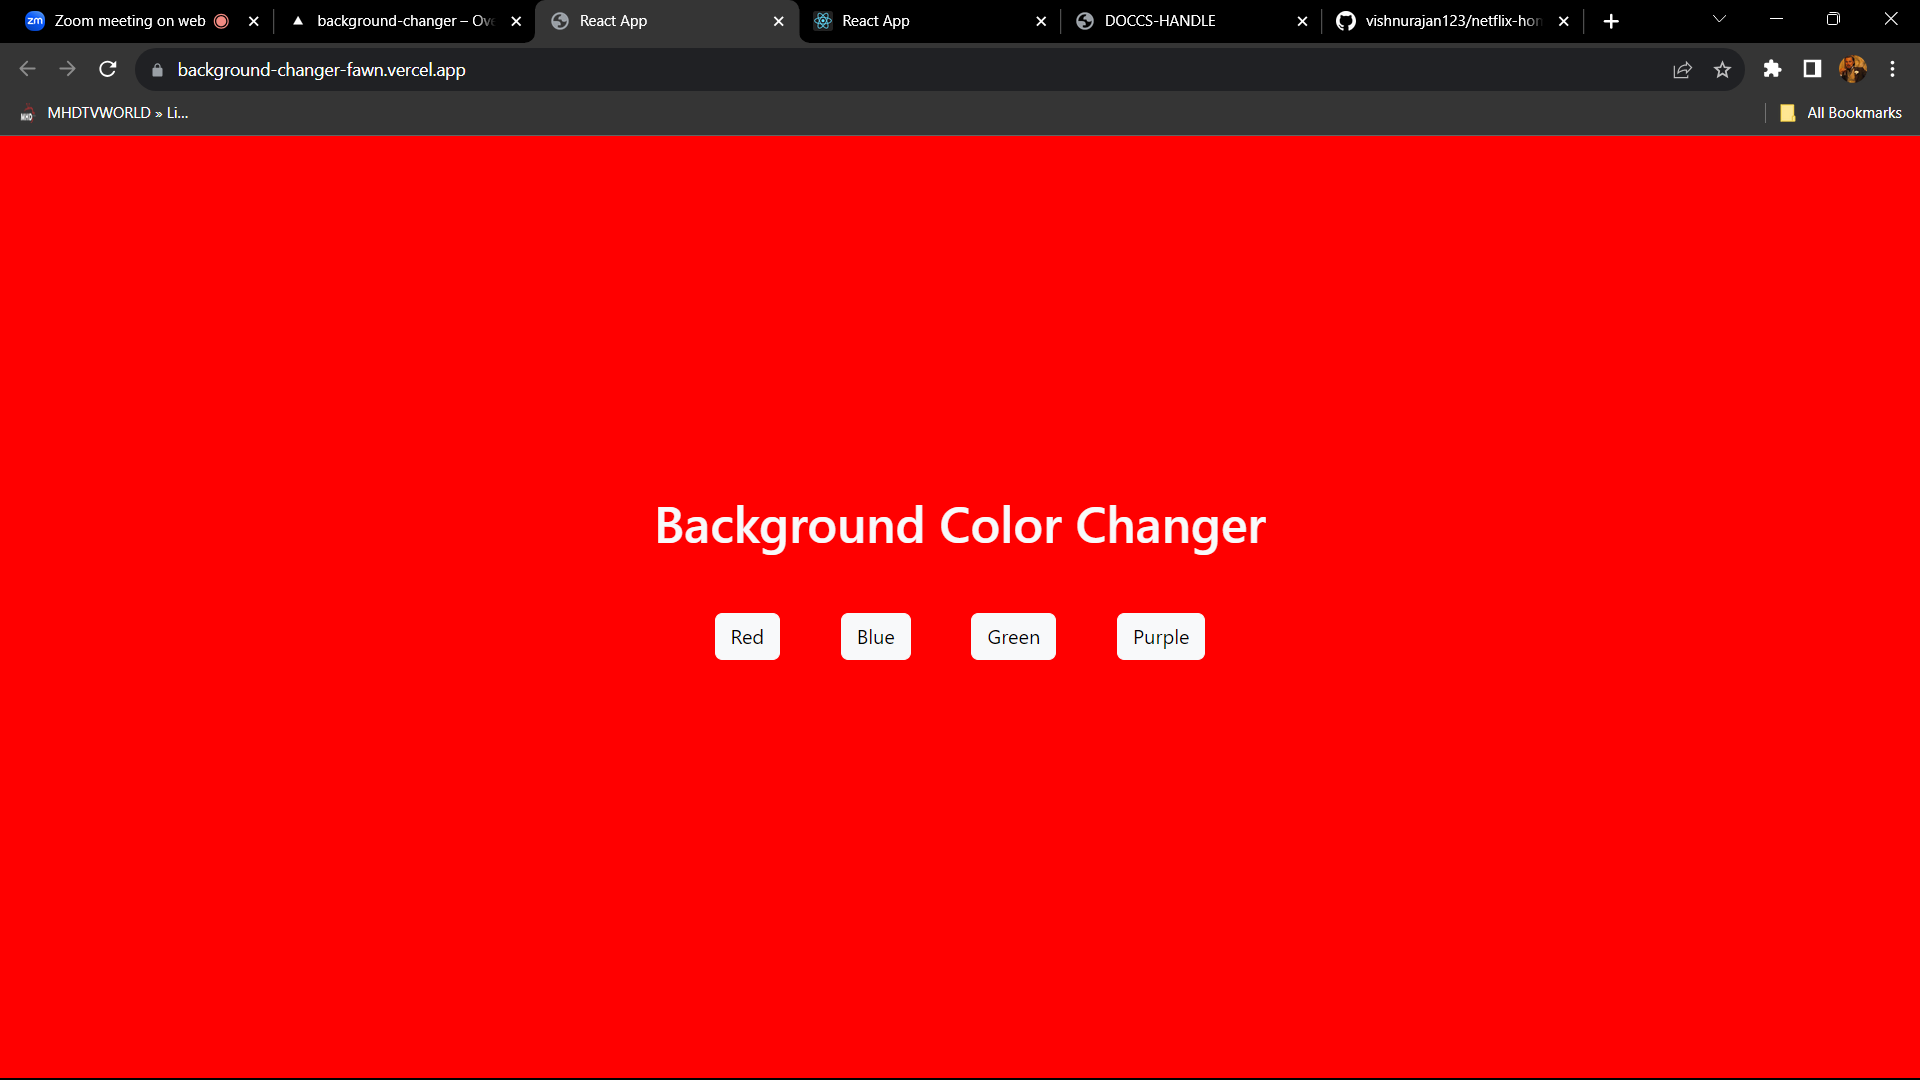 zm Zoom meeting on web
background-changer – Ov
React App
React App
DOCCS-HANDLE
vishnurajan123/netflix-hon
background-changer-fawn.vercel.app
MHDTVWORLD » Li...
All Bookmarks
Background Color Changer
Red
Blue
Green
Purple